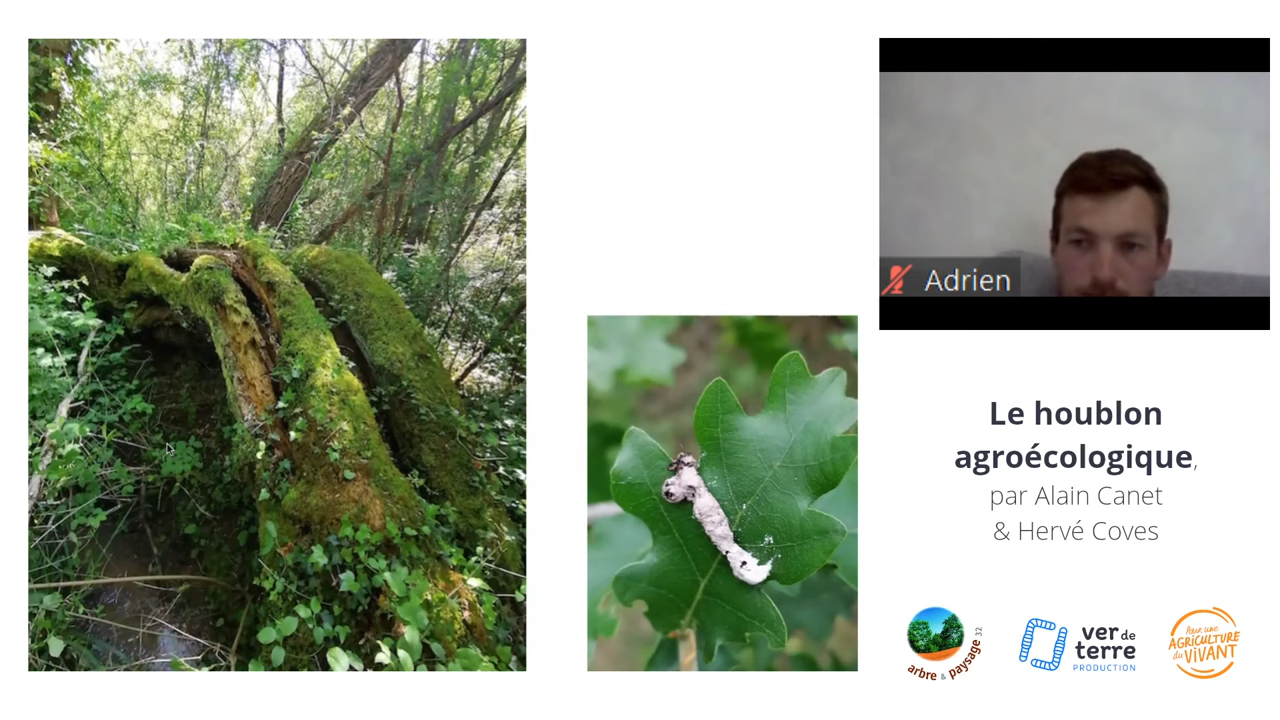 Adrien
Le houblon
agroécologique,
par Alain Canet
& Hervé Coves
arbre & paysage 32
ver de
terre
PRODUCTION
Pour une
AGRICULTURE
du ViVANT